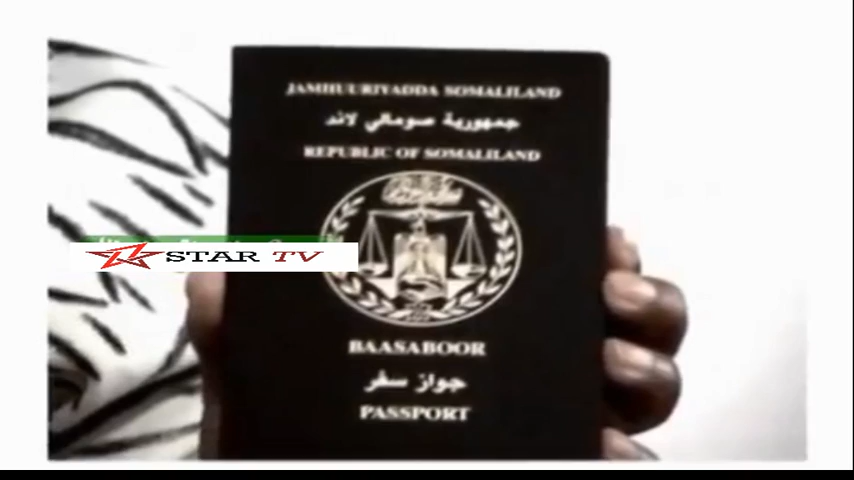 JAMHUURIYADDA SOMALILAND
جمهورية صومالي لاند
REPUBLIC OF SOMALILAND
STAR TV
BAASABOOR
جواز سفر
PASSPORT